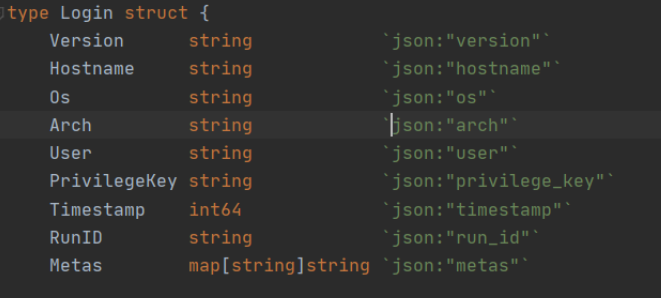 type Login struct {
    Version      string            `json:"version"`
    Hostname     string            `json:"hostname"`
    Os           string            `json:"os"`
    Arch         string            `json:"arch"`
    User         string            `json:"user"`
    PrivilegeKey string            `json:"privilege_key"`
    Timestamp    int64             `json:"timestamp"`
    RunID        string            `json:"run_id"`
    Metas        map[string]string `json:"metas"`